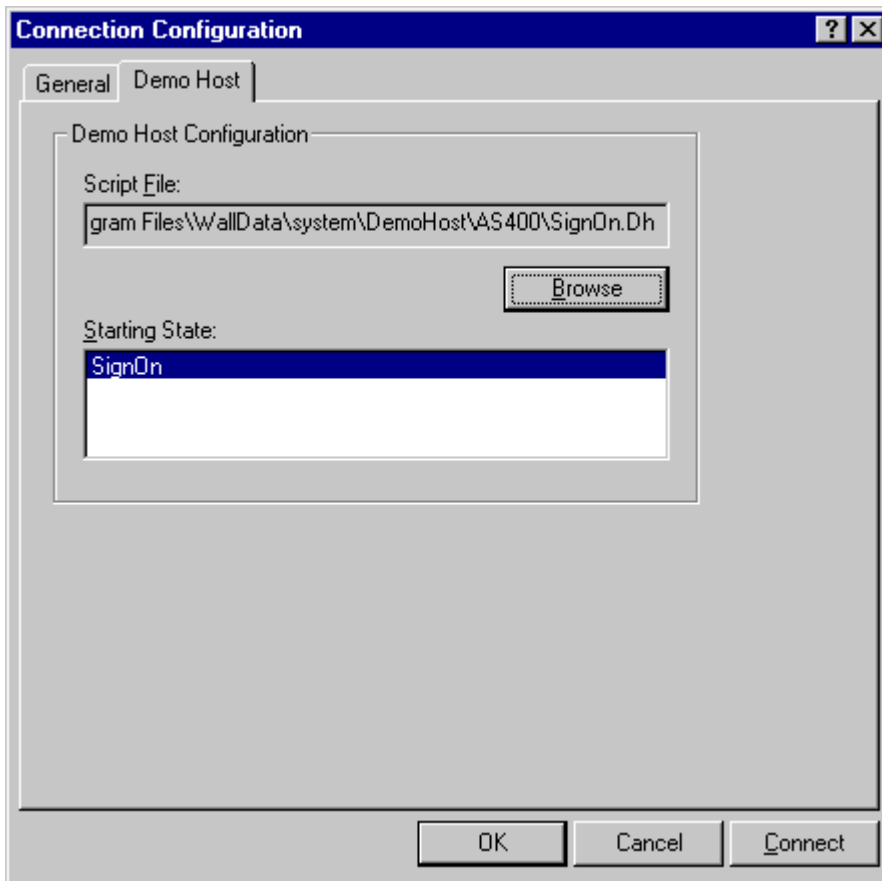 Connection Configuration
General
Demo Host
Demo Host Configuration
Script File:
gram Files\WallData\system\DemoHost\AS400\SignOn.Dh
Browse
Starting State:
SignOn
OK
Cancel
Connect